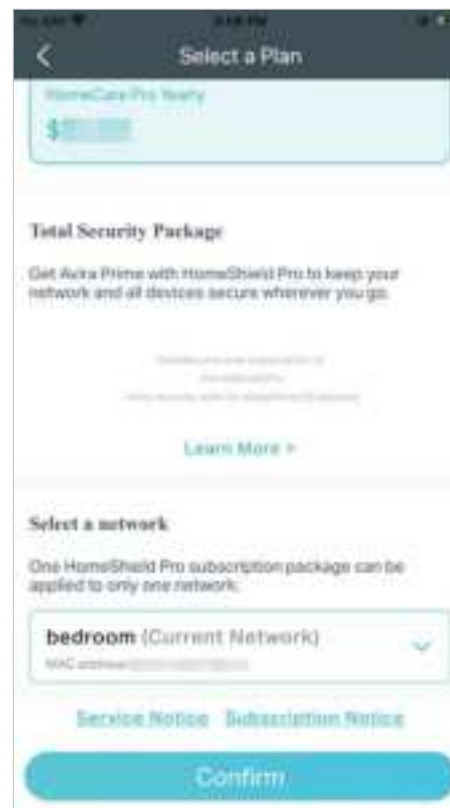 Select a Plan
HomeCare Pro Yearly
$
Total Security Package
Get Avira Prime with HomeShield Pro to keep your
network and all devices secure wherever you go.
Learn More >
Select a network
One HomeShield Pro subscription package can be
applied to only one network.
bedroom (Current Network)
MAC address
Service Notice Subscription Notice
Confirm